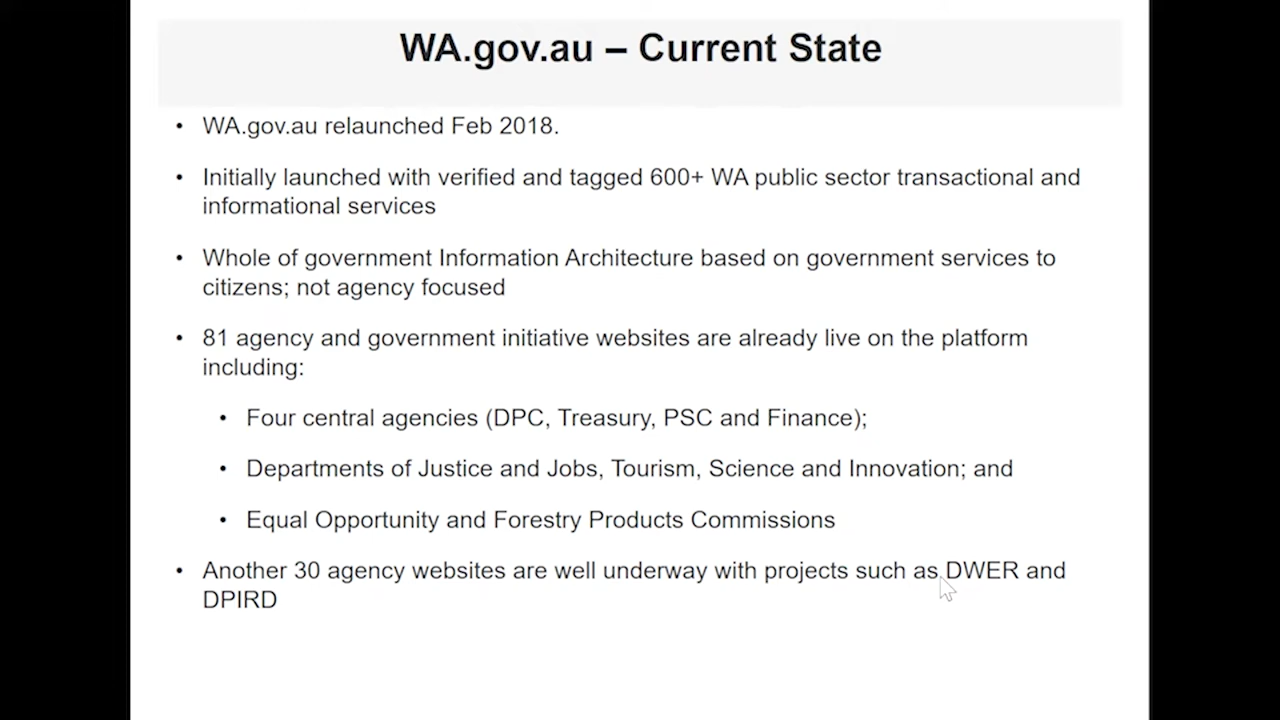 WA.gov.au – Current State
• WA.gov.au relaunched Feb 2018.
• Initially launched with verified and tagged 600+ WA public sector transactional and
informational services
• Whole of government Information Architecture based on government services to
citizens; not agency focused
• 81 agency and government initiative websites are already live on the platform
including:
• Four central agencies (DPC, Treasury, PSC and Finance);
• Departments of Justice and Jobs, Tourism, Science and Innovation; and
• Equal Opportunity and Forestry Products Commissions
• Another 30 agency websites are well underway with projects such as DWER and
DPIRD